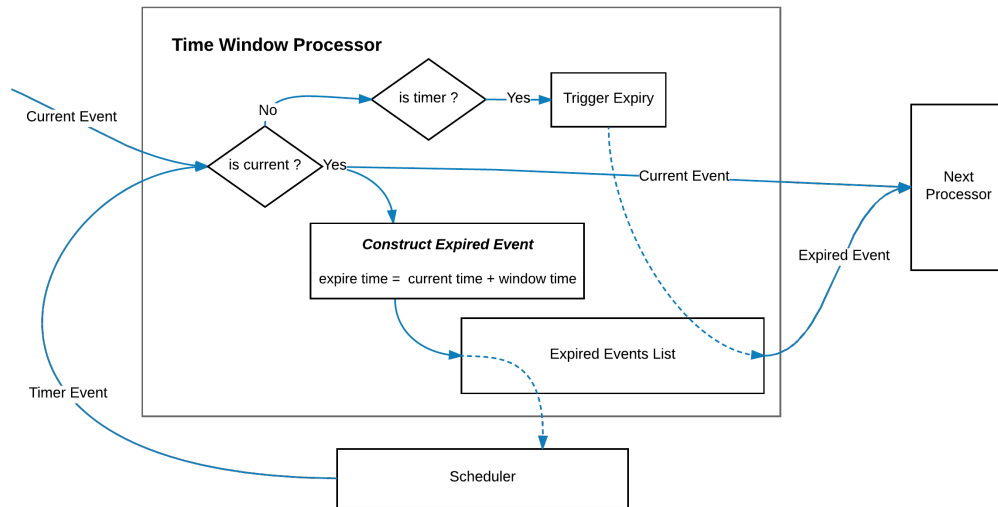 Time Window Processor
is timer ?
Yes
Trigger Expiry
No
Current Event
is current ?
Yes
Current Event
Next
Processor
Construct Expired Event
expire time =  current time + window time
Expired Event
Expired Events List
Timer Event
Scheduler